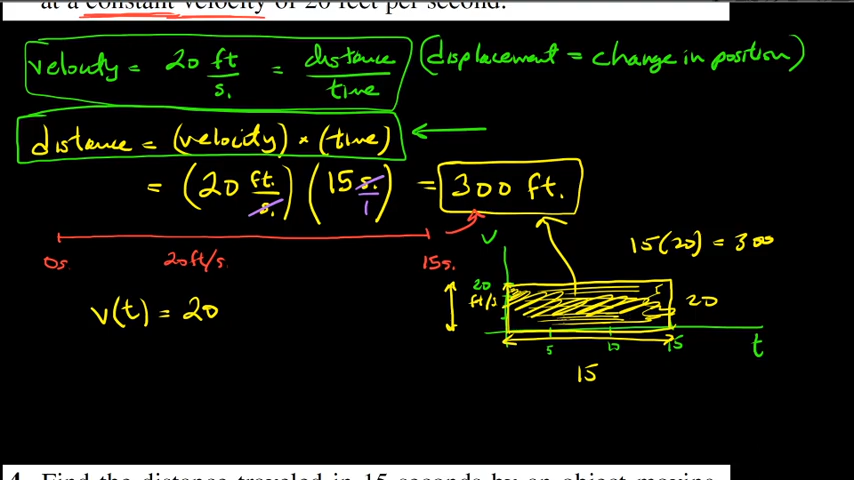 at a constant velocity of 20 feet per second.
velocity = 20 ft/s. = distance/time (displacement = change in position)
distance = (velocity) × (time)
= (20 ft./s.) (15 s./1) = 300 ft.
0s. 20ft/s. 15s.
v 15(20) = 300
20 ft/s 20
v(t) = 20
5 10 15 t
15
4. Find the distance traveled in 15 seconds by an object moving